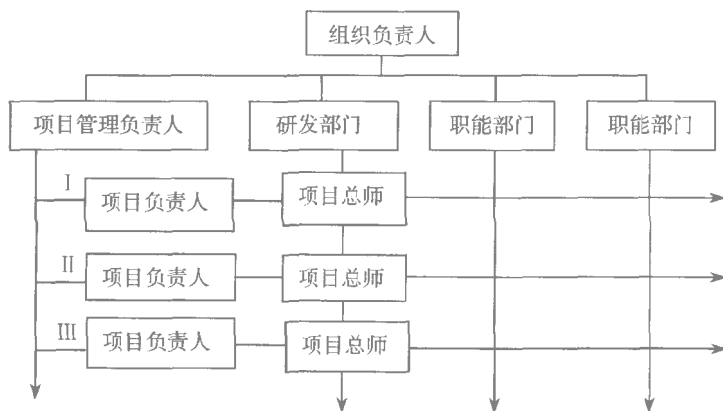 组织负责人
项目管理负责人
研发部门
职能部门
职能部门
I
项目负责人
项目总师
II
项目负责人
项目总师
III
项目负责人
项目总师